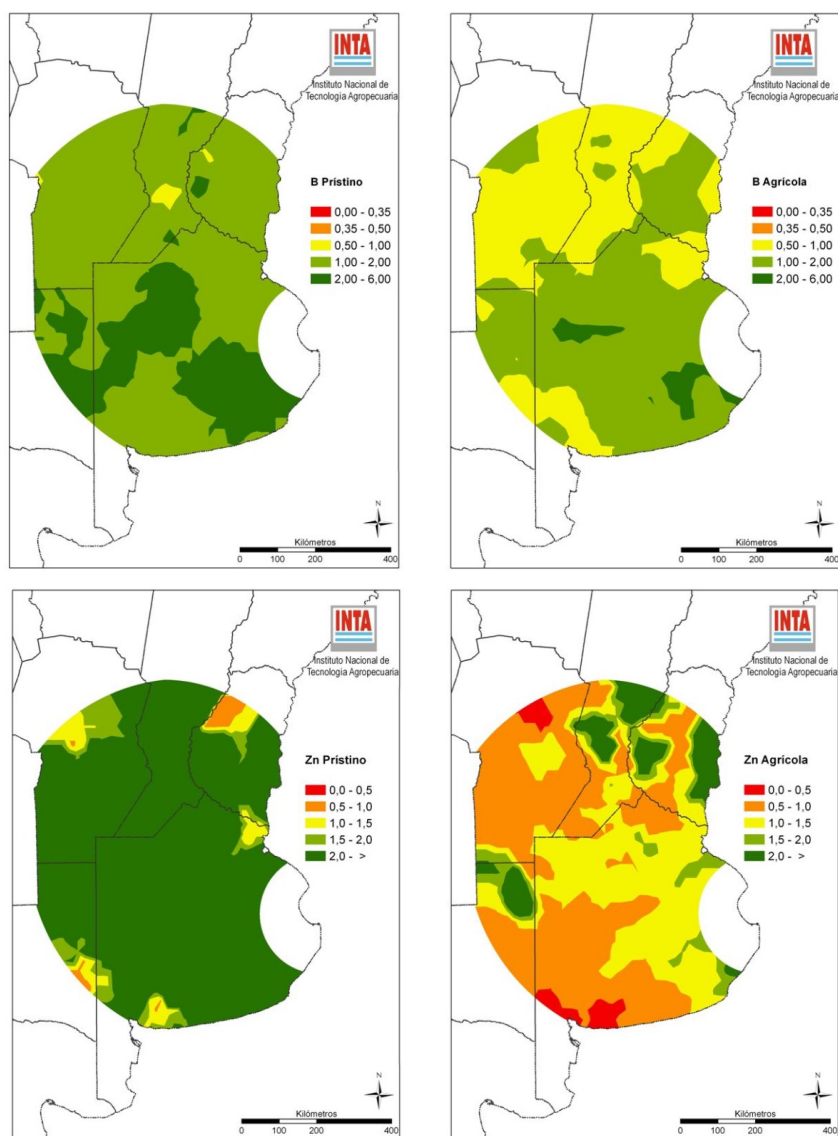 INTA
Instituto Nacional de
Tecnología Agropecuaria
B Prístino
0,00 - 0,35
0,35 - 0,50
0,50 - 1,00
1,00 - 2,00
2,00 - 6,00
N
Kilómetros
0 100 200 400
INTA
Instituto Nacional de
Tecnología Agropecuaria
B Agrícola
0,00 - 0,35
0,35 - 0,50
0,50 - 1,00
1,00 - 2,00
2,00 - 6,00
N
Kilómetros
0 100 200 400
INTA
Instituto Nacional de
Tecnología Agropecuaria
Zn Prístino
0,0 - 0,5
0,5 - 1,0
1,0 - 1,5
1,5 - 2,0
2,0 - >
N
Kilómetros
0 100 200 400
INTA
Instituto Nacional de
Tecnología Agropecuaria
Zn Agrícola
0,0 - 0,5
0,5 - 1,0
1,0 - 1,5
1,5 - 2,0
2,0 - >
N
Kilómetros
0 100 200 400